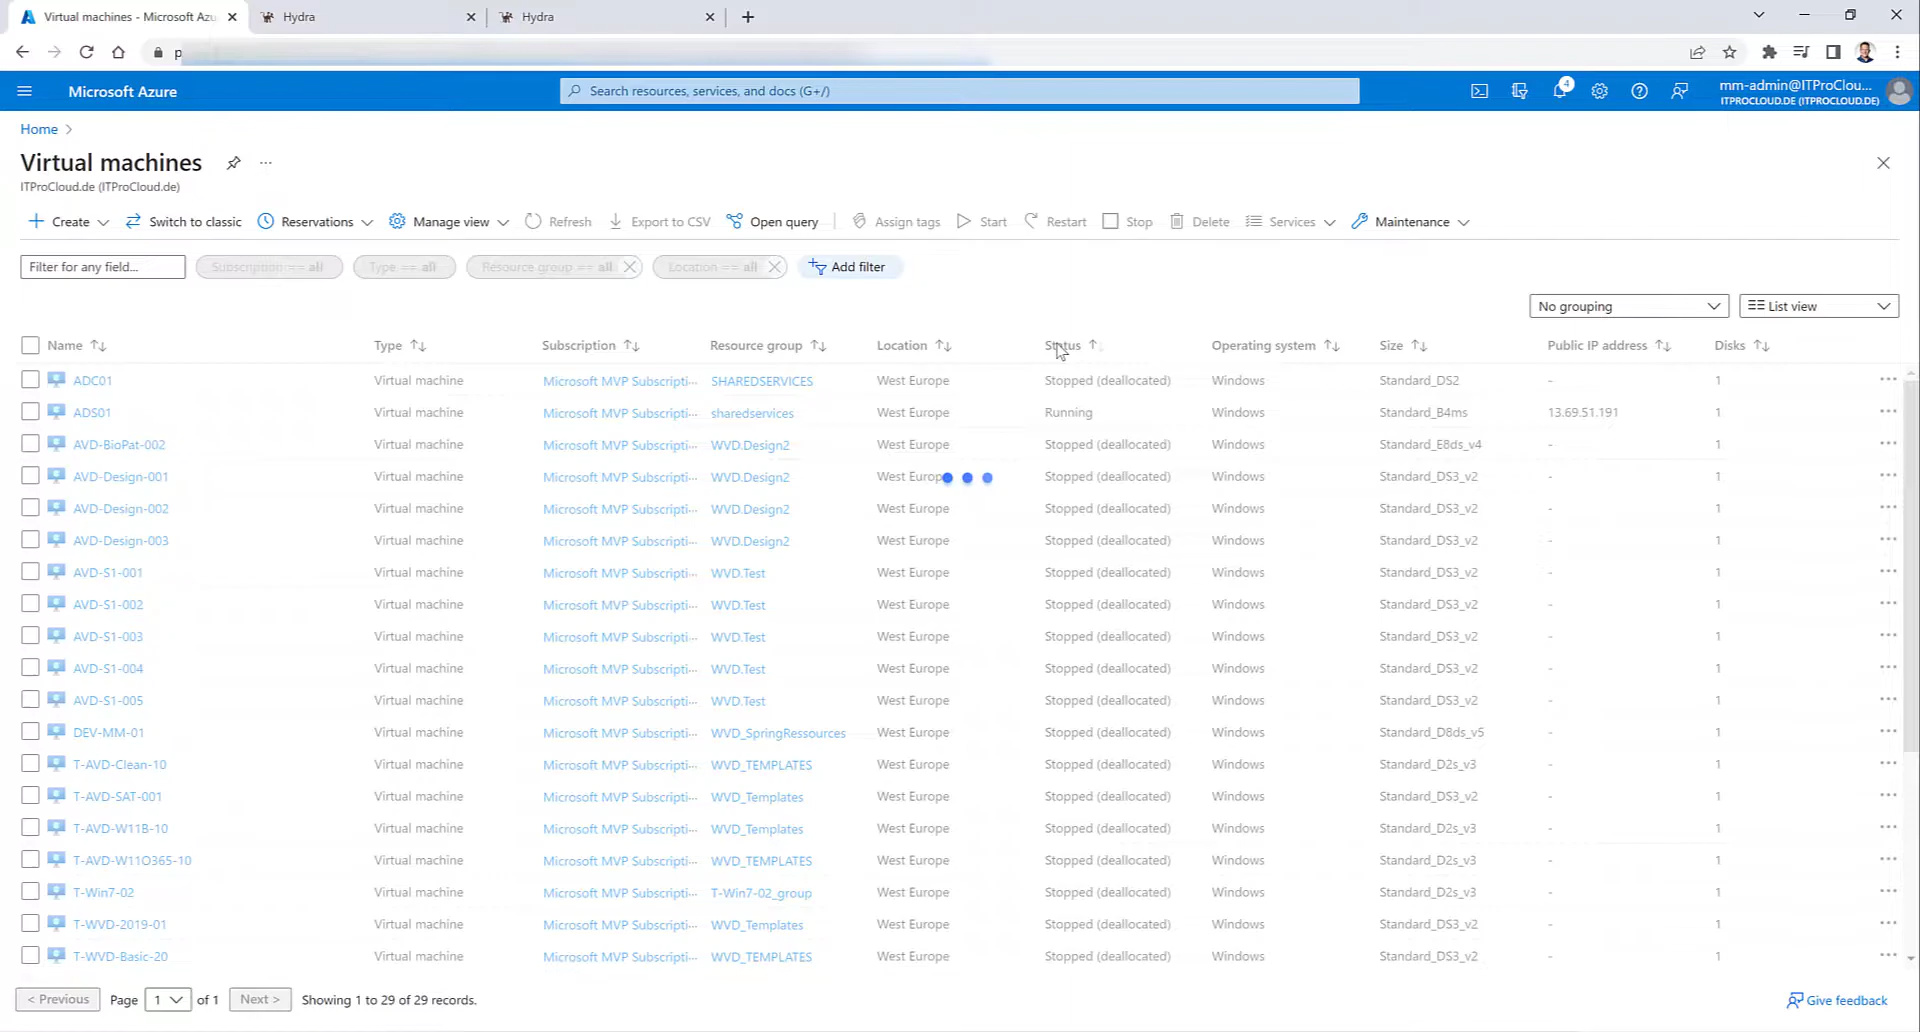 Virtual machines - Microsoft Azu
Hydra
Hydra
p
Microsoft Azure
Search resources, services, and docs (G+/)
4
mm-admin@ITProClou...
ITPROCLOUD.DE (ITPROCLOUD.DE)
Home
Virtual machines
ITProCloud.de (ITProCloud.de)
Create
Switch to classic
Reservations
Manage view
Refresh
Export to CSV
Open query
Assign tags
Start
Restart
Stop
Delete
Services
Maintenance
Filter for any field...
Subscription == all
Type == all
Resource group == all
Location == all
Add filter
No grouping
List view
Name Type Subscription Resource group Location Status Operating system Size Public IP address Disks
ADC01 Virtual machine Microsoft MVP Subscripti... SHAREDSERVICES West Europe Stopped (deallocated) Windows Standard_DS2 - 1
ADS01 Virtual machine Microsoft MVP Subscripti... sharedservices West Europe Running Windows Standard_B4ms 13.69.51.191 1
AVD-BioPat-002 Virtual machine Microsoft MVP Subscripti... WVD.Design2 West Europe Stopped (deallocated) Windows Standard_E8ds_v4 - 1
AVD-Design-001 Virtual machine Microsoft MVP Subscripti... WVD.Design2 West Europe Stopped (deallocated) Windows Standard_DS3_v2 - 1
AVD-Design-002 Virtual machine Microsoft MVP Subscripti... WVD.Design2 West Europe Stopped (deallocated) Windows Standard_DS3_v2 - 1
AVD-Design-003 Virtual machine Microsoft MVP Subscripti... WVD.Design2 West Europe Stopped (deallocated) Windows Standard_DS3_v2 - 1
AVD-S1-001 Virtual machine Microsoft MVP Subscripti... WVD.Test West Europe Stopped (deallocated) Windows Standard_DS3_v2 - 1
AVD-S1-002 Virtual machine Microsoft MVP Subscripti... WVD.Test West Europe Stopped (deallocated) Windows Standard_DS3_v2 - 1
AVD-S1-003 Virtual machine Microsoft MVP Subscripti... WVD.Test West Europe Stopped (deallocated) Windows Standard_DS3_v2 - 1
AVD-S1-004 Virtual machine Microsoft MVP Subscripti... WVD.Test West Europe Stopped (deallocated) Windows Standard_DS3_v2 - 1
AVD-S1-005 Virtual machine Microsoft MVP Subscripti... WVD.Test West Europe Stopped (deallocated) Windows Standard_DS3_v2 - 1
DEV-MM-01 Virtual machine Microsoft MVP Subscripti... WVD_SpringRessources West Europe Stopped (deallocated) Windows Standard_D8ds_v5 - 1
T-AVD-Clean-10 Virtual machine Microsoft MVP Subscripti... WVD_TEMPLATES West Europe Stopped (deallocated) Windows Standard_D2s_v3 - 1
T-AVD-SAT-001 Virtual machine Microsoft MVP Subscripti... WVD_Templates West Europe Stopped (deallocated) Windows Standard_DS3_v2 - 1
T-AVD-W11B-10 Virtual machine Microsoft MVP Subscripti... WVD_Templates West Europe Stopped (deallocated) Windows Standard_D2s_v3 - 1
T-AVD-W11O365-10 Virtual machine Microsoft MVP Subscripti... WVD_TEMPLATES West Europe Stopped (deallocated) Windows Standard_D2s_v3 - 1
T-Win7-02 Virtual machine Microsoft MVP Subscripti... T-Win7-02_group West Europe Stopped (deallocated) Windows Standard_D2s_v3 - 1
T-WVD-2019-01 Virtual machine Microsoft MVP Subscripti... WVD_Templates West Europe Stopped (deallocated) Windows Standard_DS3_v2 - 1
T-WVD-Basic-20 Virtual machine Microsoft MVP Subscripti... WVD_TEMPLATES West Europe Stopped (deallocated) Windows Standard_DS3_v2 - 1
< Previous Page 1 of 1 Next > Showing 1 to 29 of 29 records.
Give feedback